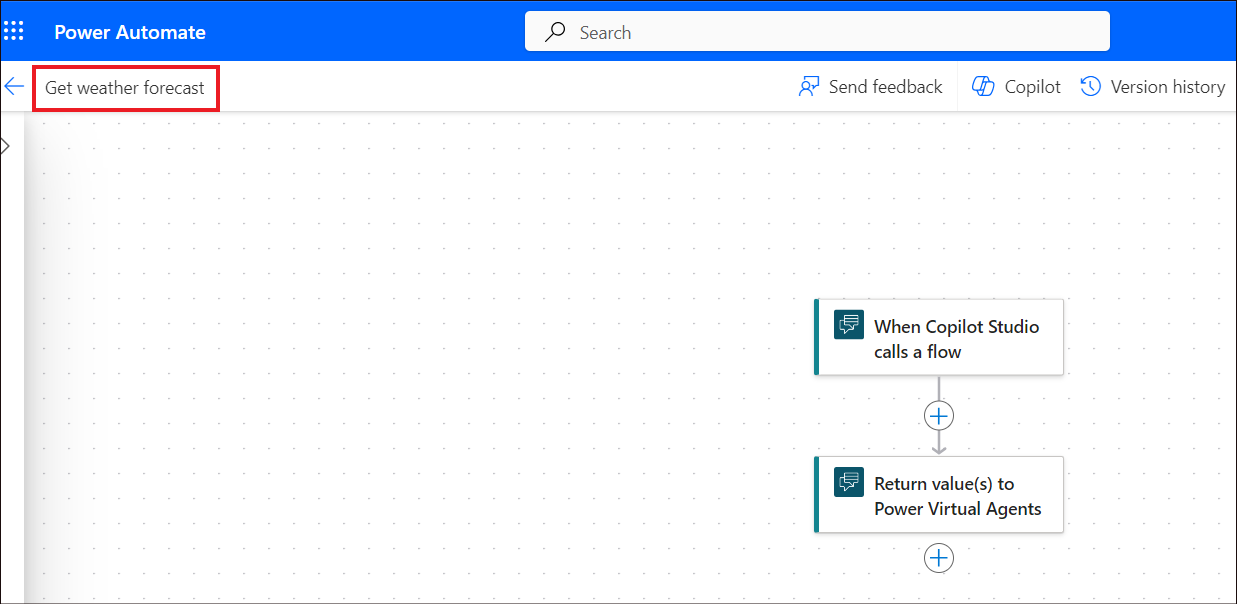 Power Automate
Search
Get weather forecast
Send feedback
Copilot
Version history
When Copilot Studio
calls a flow
Return value(s) to
Power Virtual Agents